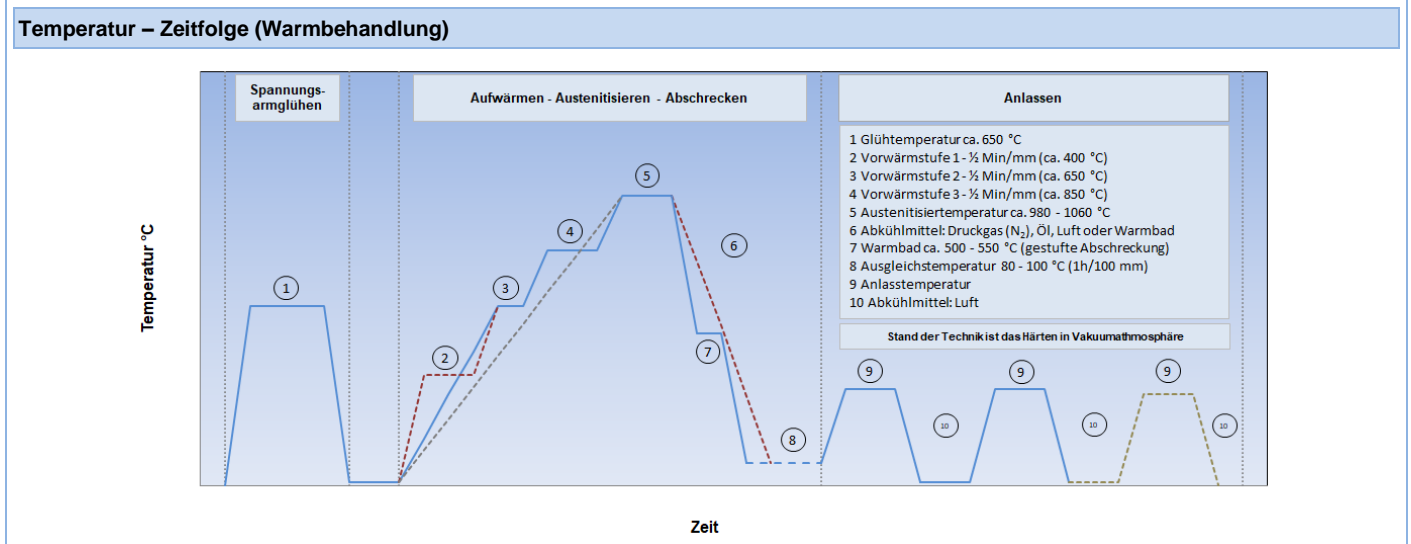 Temperatur – Zeitfolge (Warmbehandlung)
Spannungs-
armglühen
Aufwärmen - Austenitisieren - Abschrecken
Anlassen
1 Glühtemperatur ca. 650 °C
2 Vorwärmstufe 1 - ½ Min/mm (ca. 400 °C)
3 Vorwärmstufe 2 - ½ Min/mm (ca. 650 °C)
4 Vorwärmstufe 3 - ½ Min/mm (ca. 850 °C)
5 Austenitisiertemperatur ca. 980 - 1060 °C
6 Abkühlmittel: Druckgas (N₂), Öl, Luft oder Warmbad
7 Warmbad ca. 500 - 550 °C (gestufte Abschreckung)
8 Ausgleichstemperatur 80 - 100 °C (1h/100 mm)
9 Anlasstemperatur
10 Abkühlmittel: Luft
Stand der Technik ist das Härten in Vakuumathmosphäre
Temperatur °C
1
2
3
4
5
6
7
8
9
10
9
10
9
10
Zeit